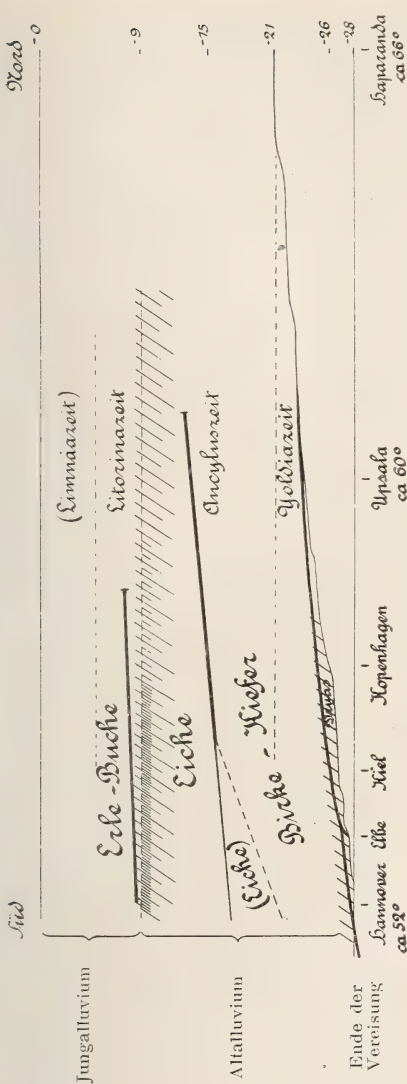 Süd
Nord
-0
-9
-15
-21
-26
-28
(Limnäazeit)
Erle-Buche
Litorinazeit
Jungalluvium
Eiche
Ancyluszeit
(Eiche)
Birke - Kiefer
Yoldiazeit
Altalluvium
Ende der
Vereisung
Hannover
ca 52°
Elbe
Kiel
Kopenhagen
Upsala
ca 60°
Haparanda
ca 66°